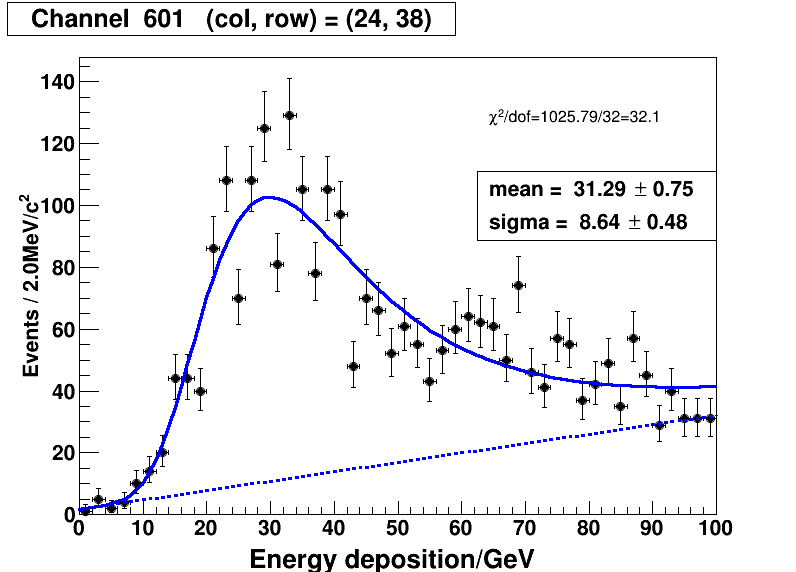 Channel 601 (col, row) = (24, 38)
χ²/dof=1025.79/32=32.1
mean = 31.29 ± 0.75
sigma = 8.64 ± 0.48
Events / 2.0MeV/c²
140
120
100
80
60
40
20
0
0 10 20 30 40 50 60 70 80 90 100
Energy deposition/GeV